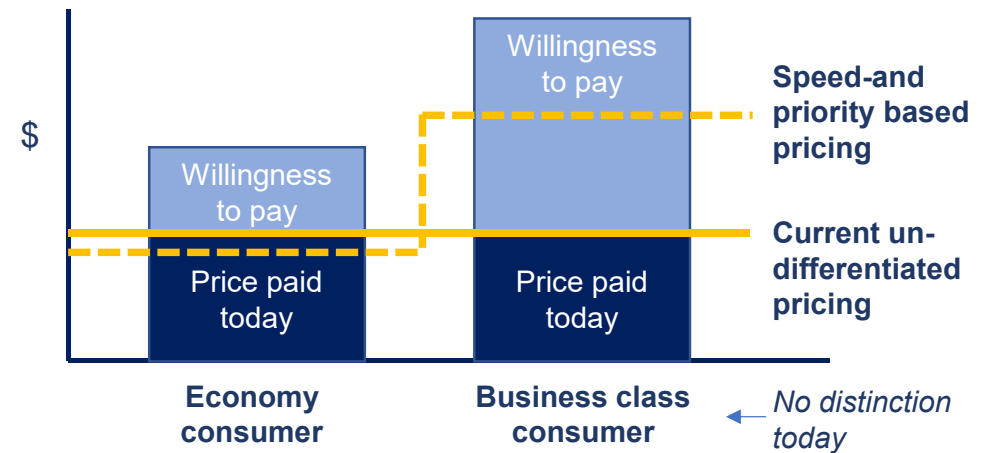 $
Willingness
to pay
Price paid
today
Willingness
to pay
Price paid
today
Speed-and
priority based
pricing
Current un-
differentiated
pricing
Economy
consumer
Business class
consumer
No distinction
today